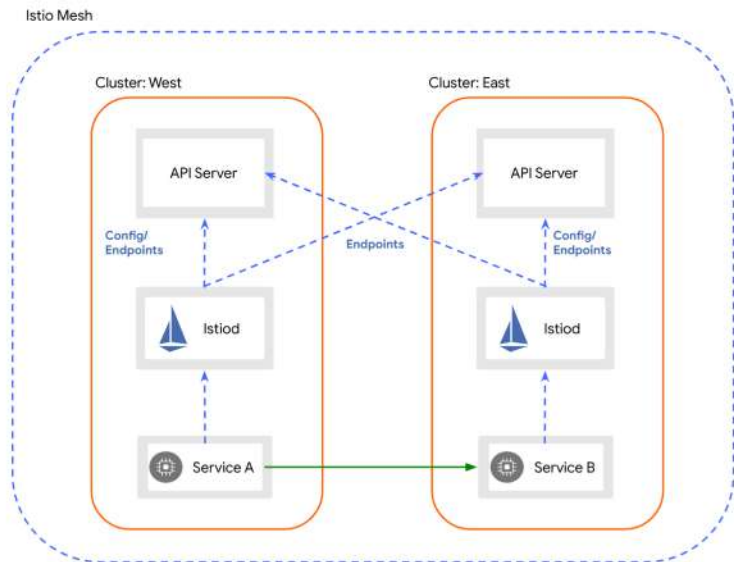 Istio Mesh
Cluster: West
Cluster: East
API Server
API Server
Config/
Endpoints
Endpoints
Config/
Endpoints
Istiod
Istiod
Service A
Service B